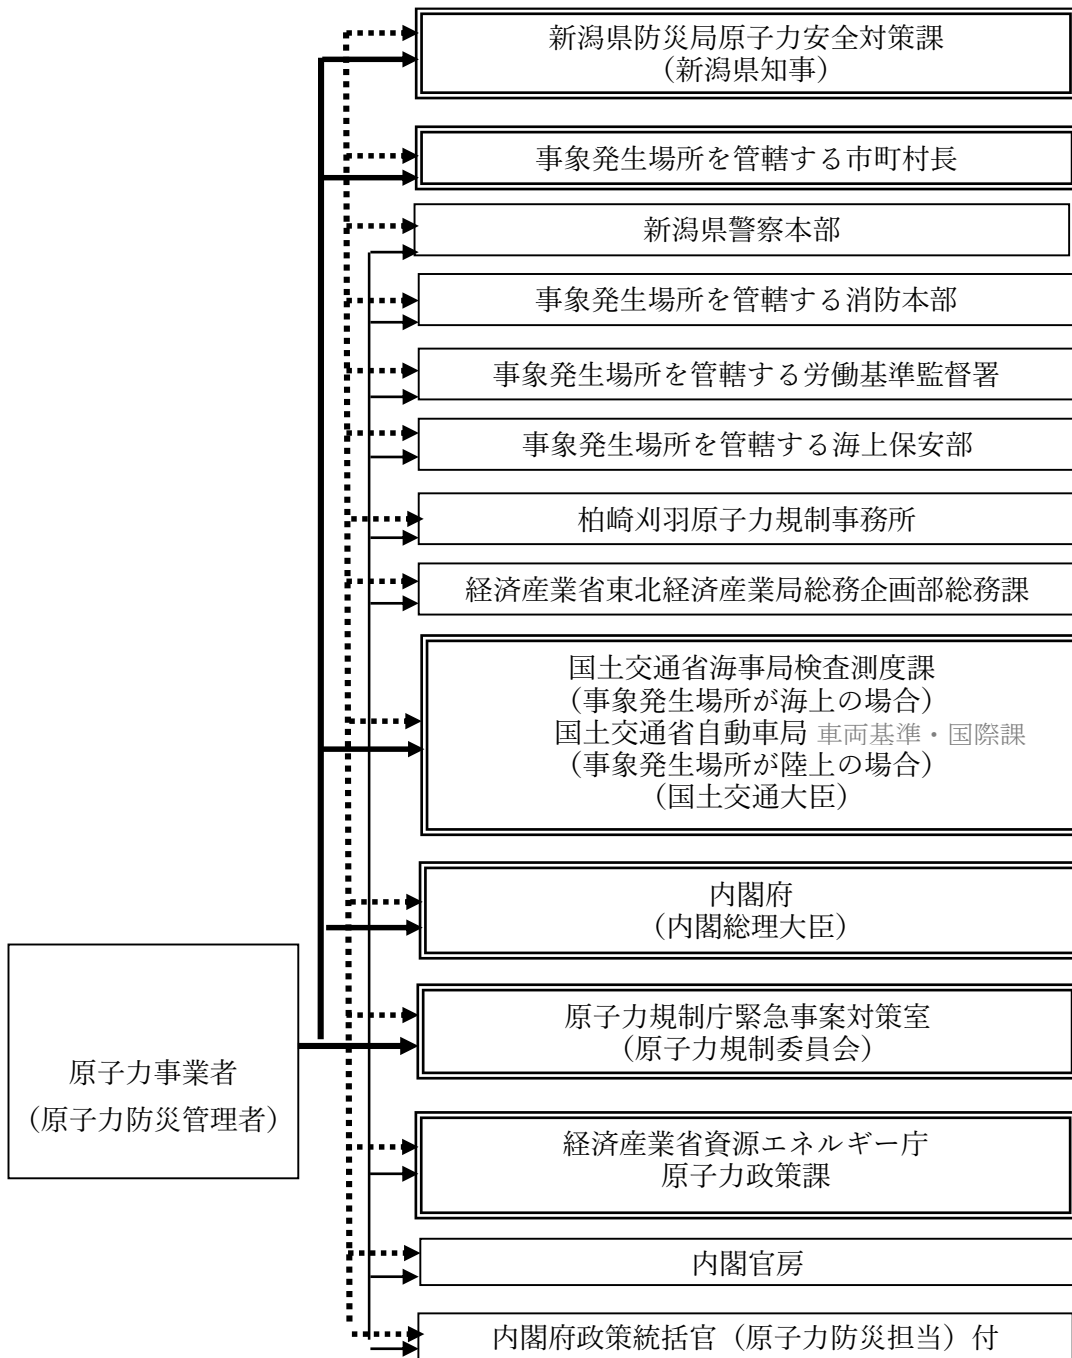 新潟県防災局原子力安全対策課
（新潟県知事）
事象発生場所を管轄する市町村長
新潟県警察本部
事象発生場所を管轄する消防本部
事象発生場所を管轄する労働基準監督署
事象発生場所を管轄する海上保安部
柏崎刈羽原子力規制事務所
経済産業省東北経済産業局総務企画部総務課
国土交通省海事局検査測度課
（事象発生場所が海上の場合）
国土交通省自動車局 車両基準・国際課
（事象発生場所が陸上の場合）
（国土交通大臣）
内閣府
（内閣総理大臣）
原子力規制庁緊急事案対策室
（原子力規制委員会）
原子力事業者
（原子力防災管理者）
経済産業省資源エネルギー庁
原子力政策課
内閣官房
内閣府政策統括官（原子力防災担当）付